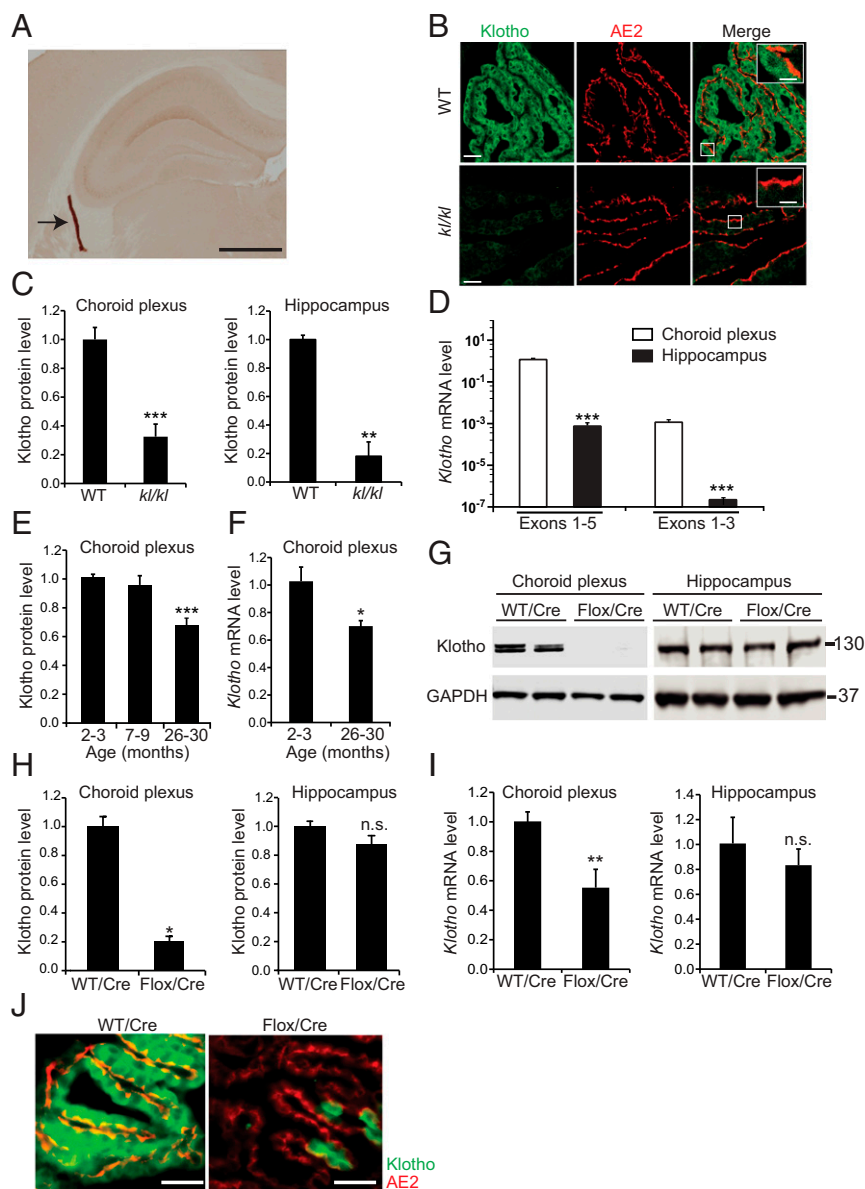 A
B
Klotho
AE2
Merge
WT
kl/kl
C
Choroid plexus
Klotho protein level
1.2
1.0
0.8
0.6
0.4
0.2
0.0
***
WT
kl/kl
Hippocampus
Klotho protein level
1.2
1.0
0.8
0.6
0.4
0.2
0.0
**
WT
kl/kl
D
Klotho mRNA level
10¹
10⁻¹
10⁻³
10⁻⁵
10⁻⁷
Choroid plexus
Hippocampus
***
***
Exons 1-5
Exons 1-3
E
Choroid plexus
Klotho protein level
1.2
1.0
0.8
0.6
0.4
0.2
0.0
***
2-3
7-9
26-30
Age (months)
F
Choroid plexus
Klotho mRNA level
1.2
1.0
0.8
0.6
0.4
0.2
0.0
*
2-3
26-30
Age (months)
G
Choroid plexus
Hippocampus
WT/Cre
Flox/Cre
WT/Cre
Flox/Cre
Klotho
130
GAPDH
37
H
Choroid plexus
Klotho protein level
1.2
1.0
0.8
0.6
0.4
0.2
0.0
*
WT/Cre
Flox/Cre
Hippocampus
Klotho protein level
1.2
1.0
0.8
0.6
0.4
0.2
0.0
n.s.
WT/Cre
Flox/Cre
I
Choroid plexus
Klotho mRNA level
1.2
1.0
0.8
0.6
0.4
0.2
0.0
**
WT/Cre
Flox/Cre
Hippocampus
Klotho mRNA level
1.4
1.2
1.0
0.8
0.6
0.4
0.2
0.0
n.s.
WT/Cre
Flox/Cre
J
WT/Cre
Flox/Cre
Klotho
AE2